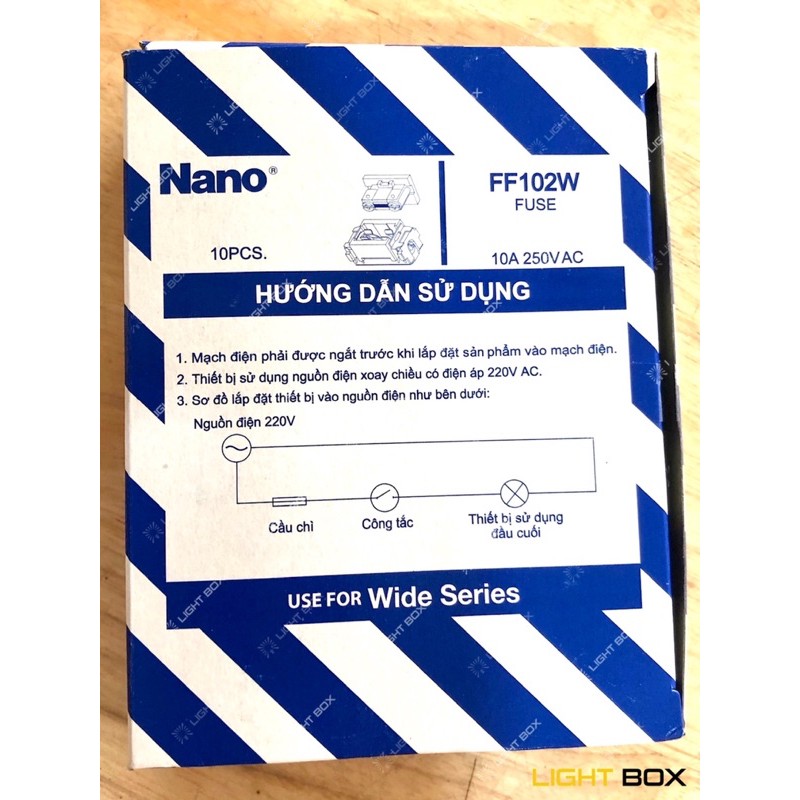 Nano®
FF102W
FUSE
10PCS.
10A 250V AC
HƯỚNG DẪN SỬ DỤNG
1. Mạch điện phải được ngắt trước khi lắp đặt sản phẩm vào mạch điện.
2. Thiết bị sử dụng nguồn điện xoay chiều có điện áp 220V AC.
3. Sơ đồ lắp đặt thiết bị vào nguồn điện như bên dưới:
Nguồn điện 220V
Cầu chì
Công tắc
Thiết bị sử dụng
đầu cuối
USE FOR Wide Series
LIGHT BOX